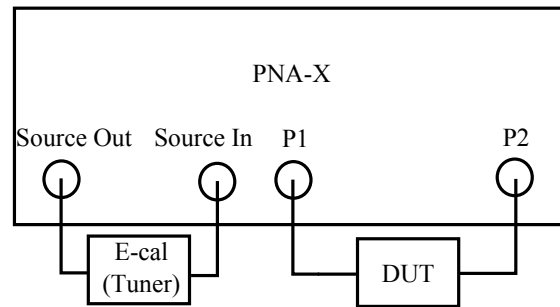 PNA-X
Source Out Source In P1 P2
E-cal
(Tuner)
DUT